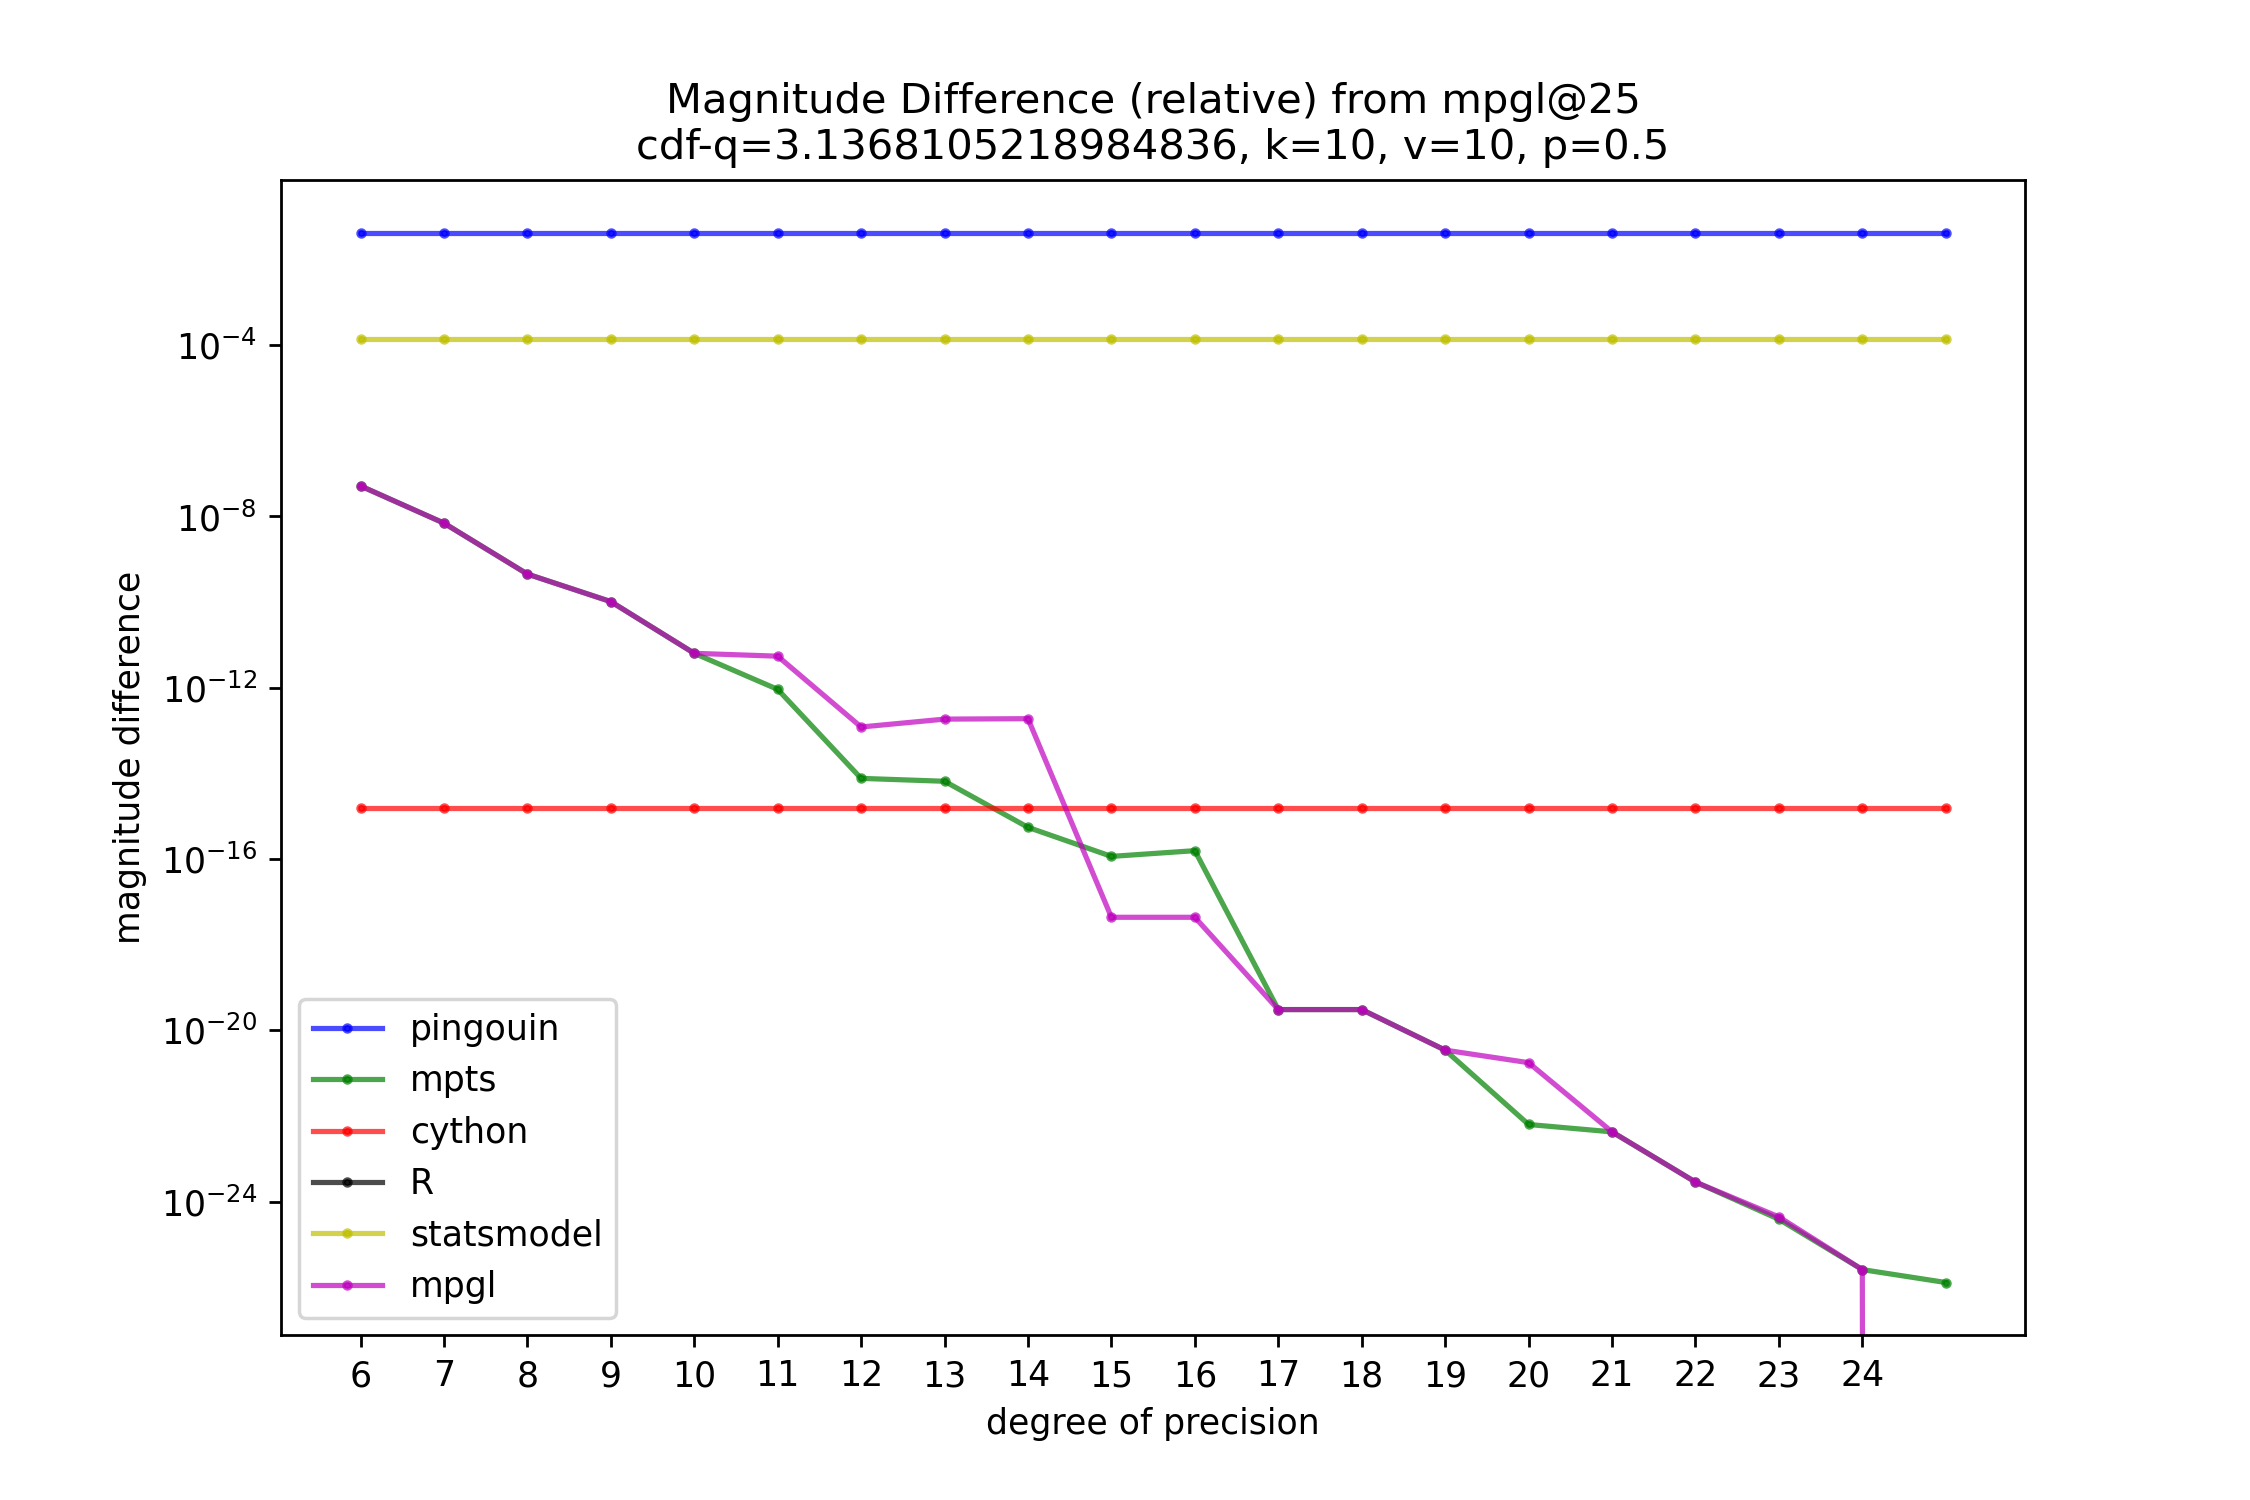 Magnitude Difference (relative) from mpgl@25
cdf-q=3.1368105218984836, k=10, v=10, p=0.5
magnitude difference
10^-4
10^-8
10^-12
10^-16
10^-20
10^-24
pingouin
mpts
cython
R
statsmodel
mpgl
6 7 8 9 10 11 12 13 14 15 16 17 18 19 20 21 22 23 24
degree of precision